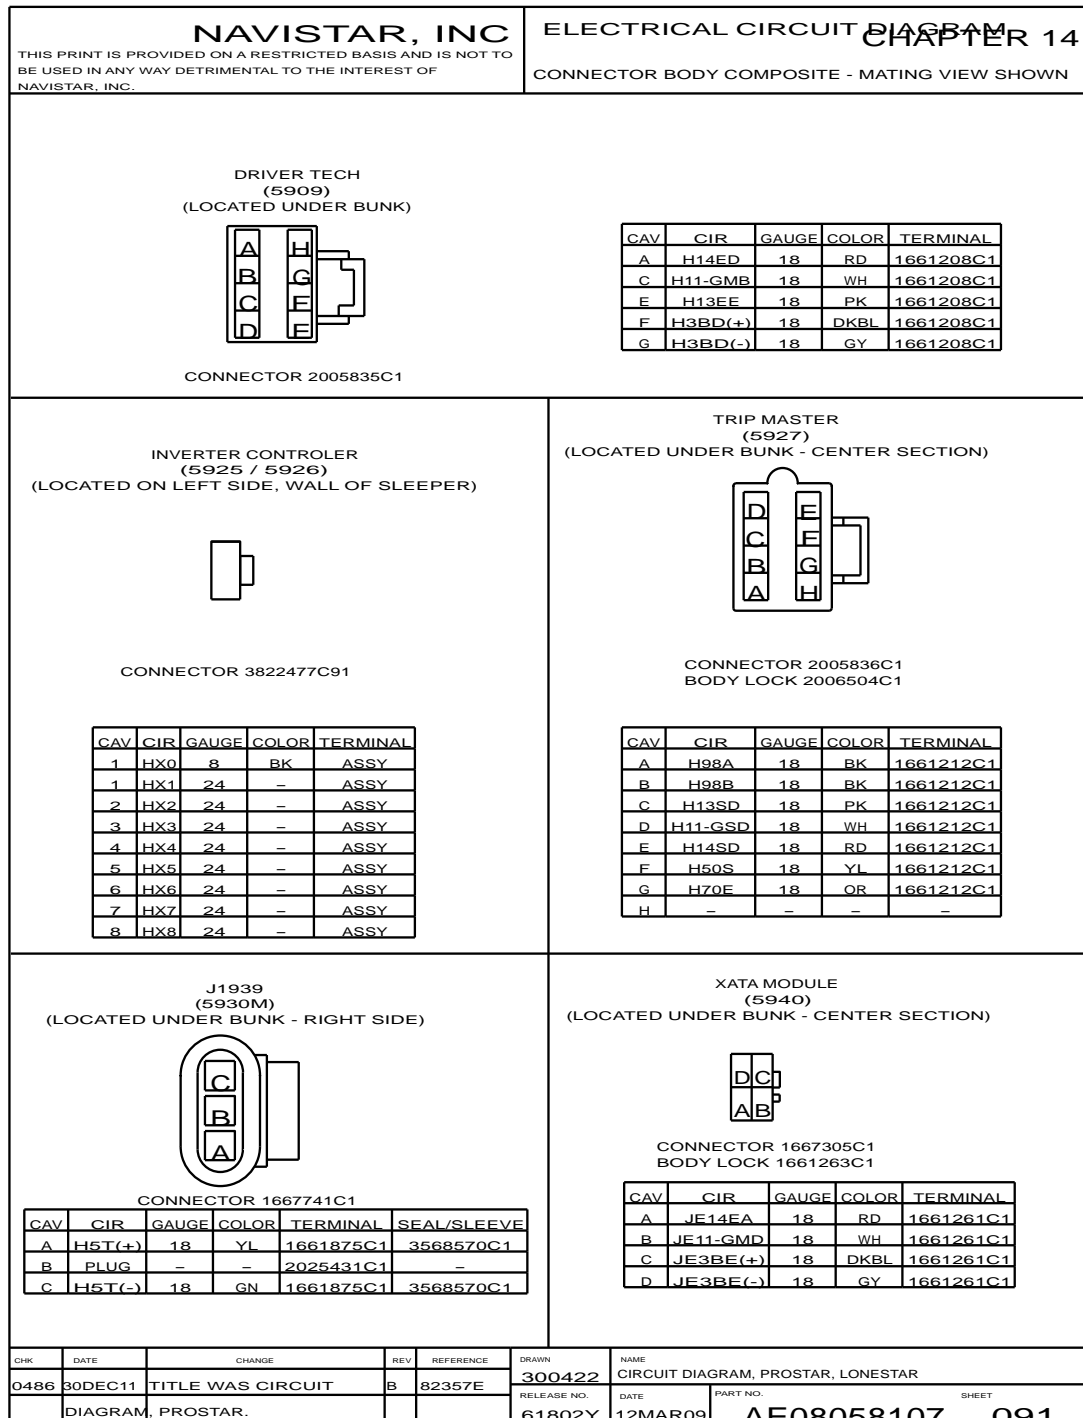 NAVISTAR, INC
THIS PRINT IS PROVIDED ON A RESTRICTED BASIS AND IS NOT TO
BE USED IN ANY WAY DETRIMENTAL TO THE INTEREST OF
NAVISTAR, INC.
ELECTRICAL CIRCUIT DIAGRAM
CHAPTER 14
CONNECTOR BODY COMPOSITE - MATING VIEW SHOWN
DRIVER TECH
(5909)
(LOCATED UNDER BUNK)
A H
B G
C F
D E
CONNECTOR 2005835C1
CAV CIR GAUGE COLOR TERMINAL
A H14ED 18 RD 1661208C1
C H11-GMB 18 WH 1661208C1
E H13EE 18 PK 1661208C1
F H3BD(+) 18 DKBL 1661208C1
G H3BD(-) 18 GY 1661208C1
INVERTER CONTROLER
(5925 / 5926)
(LOCATED ON LEFT SIDE, WALL OF SLEEPER)
CONNECTOR 3822477C91
CAV CIR GAUGE COLOR TERMINAL
1 HX0 8 BK ASSY
1 HX1 24 – ASSY
2 HX2 24 – ASSY
3 HX3 24 – ASSY
4 HX4 24 – ASSY
5 HX5 24 – ASSY
6 HX6 24 – ASSY
7 HX7 24 – ASSY
8 HX8 24 – ASSY
TRIP MASTER
(5927)
(LOCATED UNDER BUNK - CENTER SECTION)
D E
C F
B G
A H
CONNECTOR 2005836C1
BODY LOCK 2006504C1
CAV CIR GAUGE COLOR TERMINAL
A H98A 18 BK 1661212C1
B H98B 18 BK 1661212C1
C H13SD 18 PK 1661212C1
D H11-GSD 18 WH 1661212C1
E H14SD 18 RD 1661212C1
F H50S 18 YL 1661212C1
G H70E 18 OR 1661212C1
H – – – –
J1939
(5930M)
(LOCATED UNDER BUNK - RIGHT SIDE)
C
B
A
CONNECTOR 1667741C1
CAV CIR GAUGE COLOR TERMINAL SEAL/SLEEVE
A H5T(+) 18 YL 1661875C1 3568570C1
B PLUG – – 2025431C1 –
C H5T(-) 18 GN 1661875C1 3568570C1
XATA MODULE
(5940)
(LOCATED UNDER BUNK - CENTER SECTION)
D C
A B
CONNECTOR 1667305C1
BODY LOCK 1661263C1
CAV CIR GAUGE COLOR TERMINAL
A JE14EA 18 RD 1661261C1
B JE11-GMD 18 WH 1661261C1
C JE3BE(+) 18 DKBL 1661261C1
D JE3BE(-) 18 GY 1661261C1
CHK DATE CHANGE REV REFERENCE
0486 30DEC11 TITLE WAS CIRCUIT B 82357E
DIAGRAM, PROSTAR.
DRAWN
300422
NAME
CIRCUIT DIAGRAM, PROSTAR, LONESTAR
RELEASE NO.
61802Y
DATE
12MAR09
PART NO.
AE08058107
SHEET
091